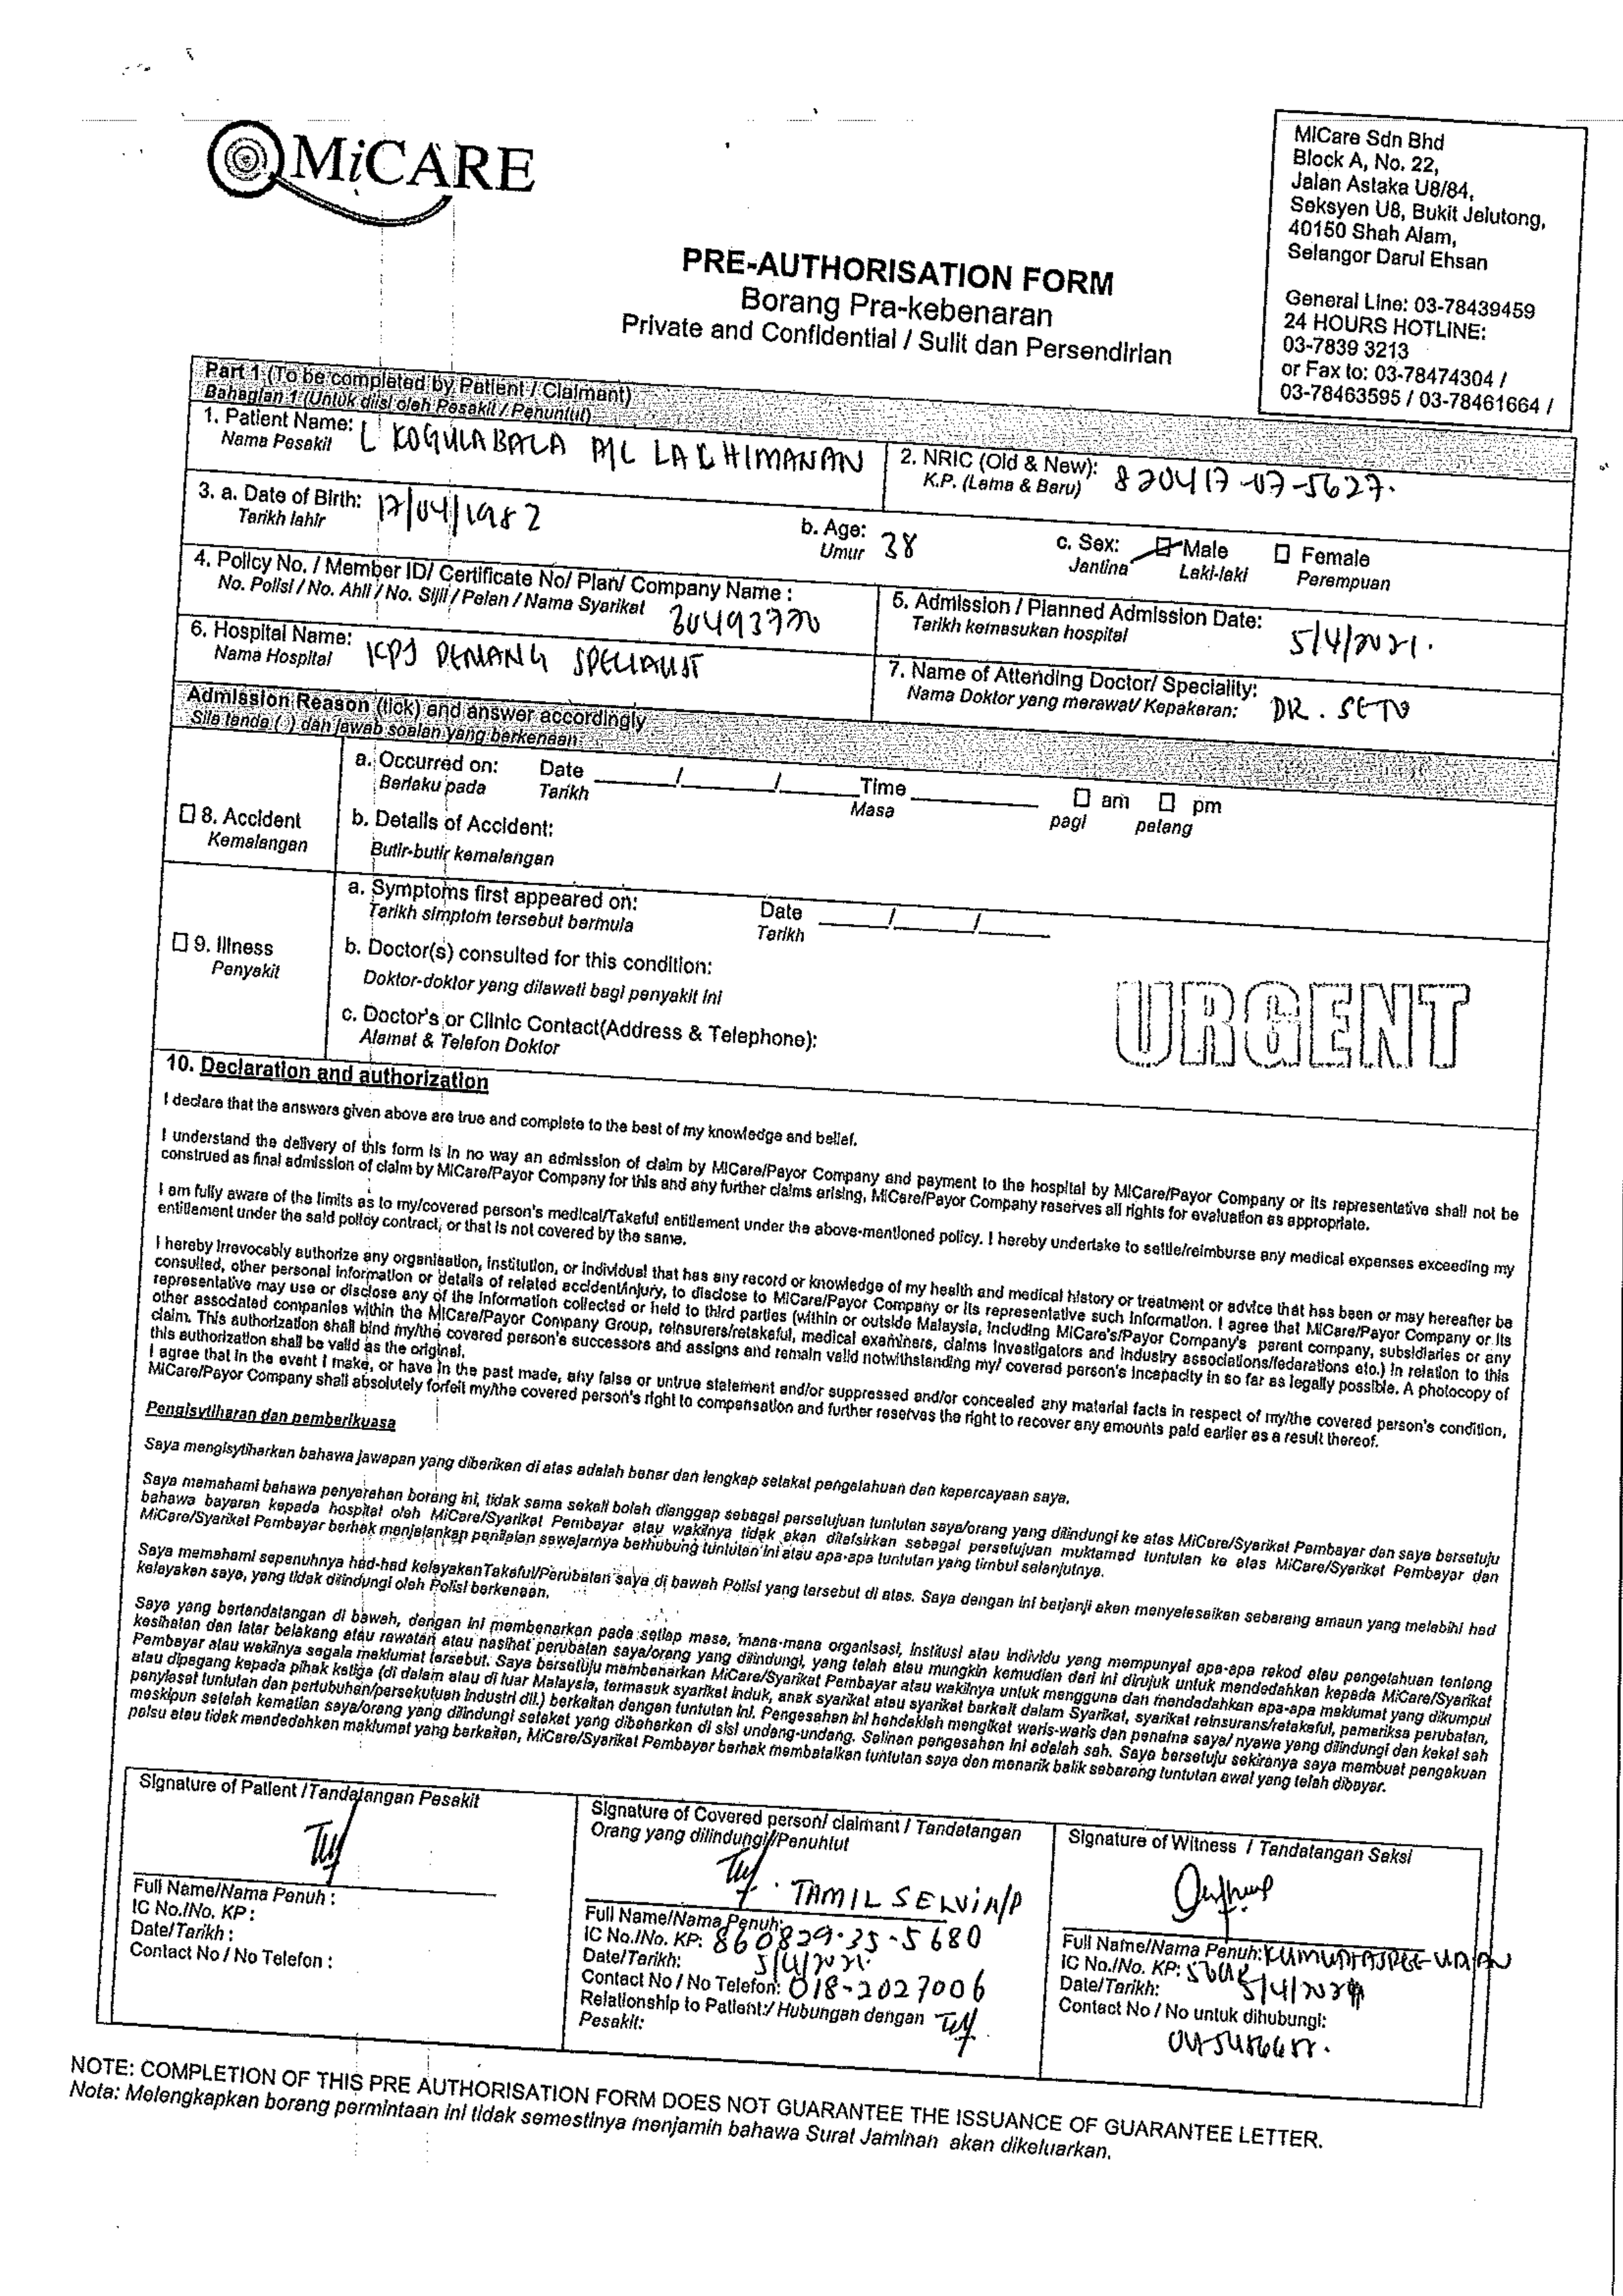 MiCARE
MiCare Sdn Bhd
Block A, No. 22,
Jalan Astaka U8/84,
Seksyen U8, Bukit Jelutong,
40150 Shah Alam,
Selangor Darul Ehsan
General Line: 03-78439459
24 HOURS HOTLINE:
03-7839 3213
or Fax to: 03-78474304 /
03-78463595 / 03-78461664 /
PRE-AUTHORISATION FORM
Borang Pra-kebenaran
Private and Confidential / Sulit dan Persendirian
Part 1 (To be completed by Patient / Claimant)
Bahagian 1 (Untuk diisi oleh Pesakit / Penuntut)
1. Patient Name: L KOGULABALA A/L LACHIMANAN
Nama Pesakit
2. NRIC (Old & New): 820417-07-5627.
K.P. (Lama & Baru)
3. a. Date of Birth: 17/04/1982
Tarikh lahir
b. Age: 38
Umur
c. Sex: Male Female
Jantina Laki-laki Perempuan
4. Policy No. / Member ID/ Certificate No/ Plan/ Company Name :
No. Polisi / No. Ahli / No. Sijil / Pelan / Nama Syarikat
5. Admission / Planned Admission Date: 5/4/2021.
Tarikh kemasukan hospital
6. Hospital Name: KPJ PENANG SPECIALIST
Nama Hospital
7. Name of Attending Doctor/ Speciality:
Nama Doktor yang merawat/ Kepakaran: DR.
Admission Reason (tick) and answer accordingly
Sila tanda ( ) dan jawab soalan yang berkenaan
8. Accident
Kemalangan
a. Occurred on: Date / / Time am pm
Berlaku pada Tarikh Masa pagi petang
b. Details of Accident:
Butir-butir kemalangan
9. Illness
Penyakit
a. Symptoms first appeared on: Date / /
Tarikh simptom tersebut bermula Tarikh
b. Doctor(s) consulted for this condition:
Doktor-doktor yang dilawati bagi penyakit ini
c. Doctor's or Clinic Contact(Address & Telephone):
Alamat & Telefon Doktor
URGENT
10. Declaration and authorization
I declare that the answers given above are true and complete to the best of my knowledge and belief.
I understand the delivery of this form is in no way an admission of claim by MiCare/Payor Company and payment to the hospital by MiCare/Payor Company or its representative shall not be
construed as final admission of claim by MiCare/Payor Company for this and any further claims arising, MiCare/Payor Company reserves all rights for evaluation as appropriate.
I am fully aware of the limits as to my/covered person's medical/Takaful entitlement under the above-mentioned policy. I hereby undertake to settle/reimburse any medical expenses exceeding my
entitlement under the said policy contract, or that is not covered by the same.
I hereby irrevocably authorize any organisation, institution, or individual that has any record or knowledge of my health and medical history or treatment or advice that has been or may hereafter be
consulted, other personal information or details of related accident/injury, to disclose to MiCare/Payor Company or its representative such information. I agree that MiCare/Payor Company or its
representative may use or disclose any of the information collected or held to third parties (within or outside Malaysia, including MiCare's/Payor Company's parent company, subsidiaries or any
other associated companies within the MiCare/Payor Company Group, reinsurers/retakaful, medical examiners, claims investigators and industry associations/federations etc.) in relation to this
claim. This authorization shall bind my/the covered person's successors and assigns and remain valid notwithstanding my/ covered person's incapacity in so far as legally possible. A photocopy of
this authorization shall be valid as the original.
I agree that in the event I make, or have in the past made, any false or untrue statement and/or suppressed and/or concealed any material facts in respect of my/the covered person's condition,
MiCare/Payor Company shall absolutely forfeit my/the covered person's right to compensation and further reserves the right to recover any amounts paid earlier as a result thereof.
Pengisytiharan dan pemberikuasa
Saya mengisytiharkan bahawa jawapan yang diberikan di atas adalah benar dan lengkap setakat pengetahuan dan kepercayaan saya.
Saya memahami bahawa penyerahan borang ini, tidak sama sekali boleh dianggap sebagai persetujuan tuntutan saya/orang yang dilindungi ke atas MiCare/Syarikat Pembayar dan saya bersetuju
bahawa bayaran kepada hospital oleh MiCare/Syarikat Pembayar atau wakilnya tidak akan ditafsirkan sebagai persetujuan muktamad tuntutan ke atas MiCare/Syarikat Pembayar dan
MiCare/Syarikat Pembayar berhak menjalankan penilaian sewajarnya berhubung tuntutan ini atau apa-apa tuntutan yang timbul selanjutnya.
Saya memahami sepenuhnya had-had kelayakanTakaful/Perubatan saya di bawah Polisi yang tersebut di atas. Saya dengan ini berjanji akan menyelesaikan sebarang amaun yang melebihi had
kelayakan saya, yang tidak dilindungi oleh Polisi berkenaan.
Saya yang bertandatangan di bawah, dengan ini membenarkan pada setiap masa, mana-mana organisasi, institusi atau individu yang mempunyai apa-apa rekod atau pengetahuan tentang
kesihatan dan latar belakang atau rawatan atau nasihat perubatan saya/orang yang dilindungi, yang telah atau mungkin kemudian dari ini dirujuk untuk mendedahkan kepada MiCare/Syarikat
Pembayar atau wakilnya segala maklumat tersebut. Saya bersetuju membenarkan MiCare/Syarikat Pembayar atau wakilnya untuk mengguna dan mendedahkan apa-apa maklumat yang dikumpul
atau dipegang kepada pihak ketiga (di dalam atau di luar Malaysia, termasuk syarikat induk, anak syarikat atau syarikat berkait dalam Syarikat, syarikat reinsurans/retakaful, pemeriksa perubatan,
penyiasat tuntutan dan pertubuhan/persekutuan industri dll.) berkaitan dengan tuntutan ini. Pengesahan ini hendaklah mengikat waris-waris dan penama saya/ nyawa yang dilindungi dan kekal sah
meskipun setelah kematian saya/orang yang dilindungi setakat yang dibenarkan di sisi undang-undang. Salinan pengesahan ini adalah sah. Saya bersetuju sekiranya saya membuat pengakuan
palsu atau tidak mendedahkan maklumat yang berkaitan, MiCare/Syarikat Pembayar berhak membatalkan tuntutan saya dan menarik balik sebarang tuntutan awal yang telah dibayar.
Signature of Patient /Tandatangan Pesakit
Full Name/Nama Penuh :
IC No./No. KP :
Date/Tarikh :
Contact No / No Telefon :
Signature of Covered person/ claimant / Tandatangan
Orang yang dilindungi/Penuntut
TAMIL SELVI A/P
Full Name/Nama Penuh:
IC No./No. KP: 860829-35-5680
Date/Tarikh: 5/4/2021.
Contact No / No Telefon: 018-2027006
Relationship to Patient:/ Hubungan dengan
Pesakit:
Signature of Witness / Tandatangan Saksi
Full Name/Nama Penuh:
IC No./No. KP:
Date/Tarikh:
Contact No / No untuk dihubungi:
NOTE: COMPLETION OF THIS PRE AUTHORISATION FORM DOES NOT GUARANTEE THE ISSUANCE OF GUARANTEE LETTER.
Nota: Melengkapkan borang permintaan ini tidak semestinya menjamin bahawa Surat Jaminan akan dikeluarkan.